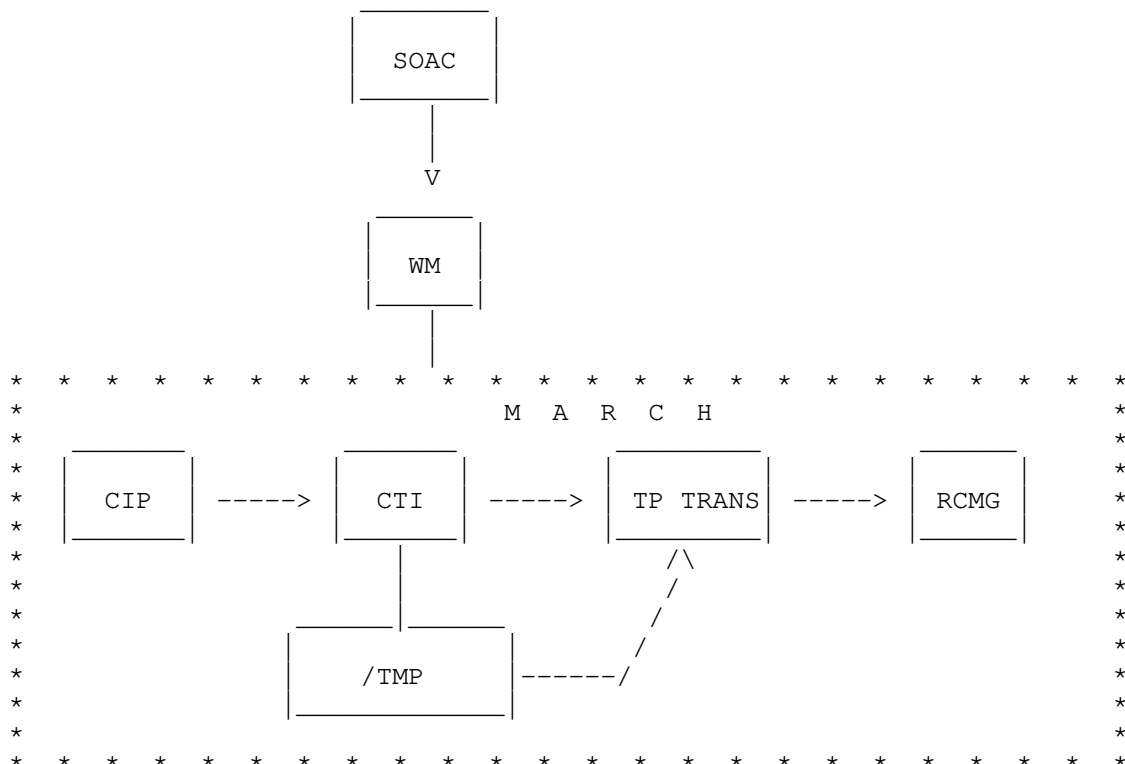 SOAC
V
WM
M A R C H
CIP -----> CTI -----> TP TRANS -----> RCMG
/TMP ------/